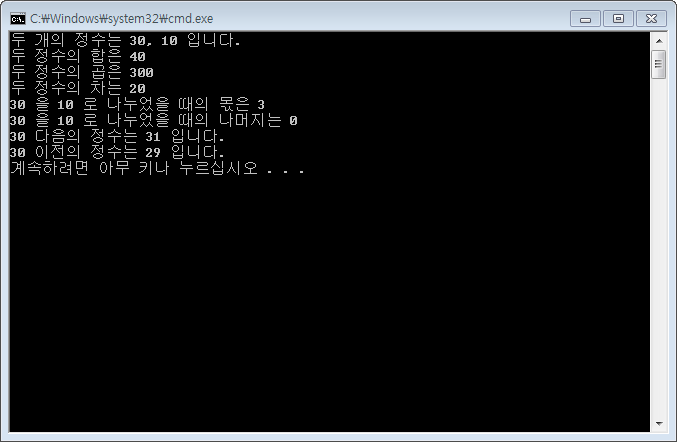 C:₩Windows₩system32₩cmd.exe
두 개의 정수는 30, 10 입니다.
두 정수의 합은 40
두 정수의 곱은 300
두 정수의 차는 20
30 을 10 로 나누었을 때의 몫은 3
30 을 10 로 나누었을 때의 나머지는 0
30 다음의 정수는 31 입니다.
30 이전의 정수는 29 입니다.
계속하려면 아무 키나 누르십시오 . . .